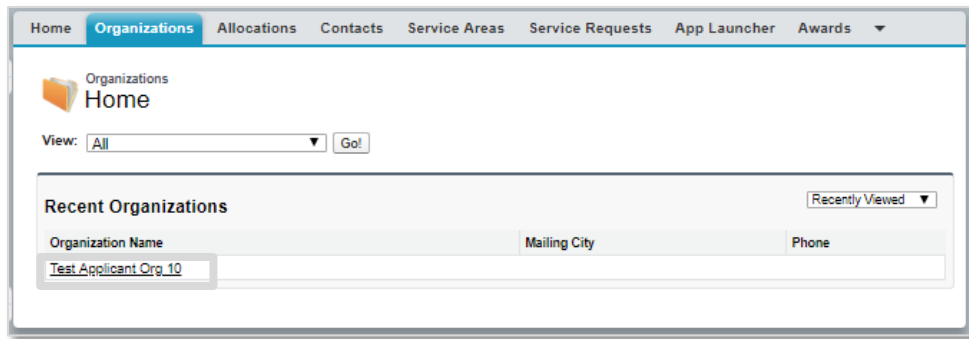 Home Organizations Allocations Contacts Service Areas Service Requests App Launcher Awards
Organizations
Home
View: All Go!
Recent Organizations Recently Viewed
Organization Name Mailing City Phone
Test Applicant Org 10